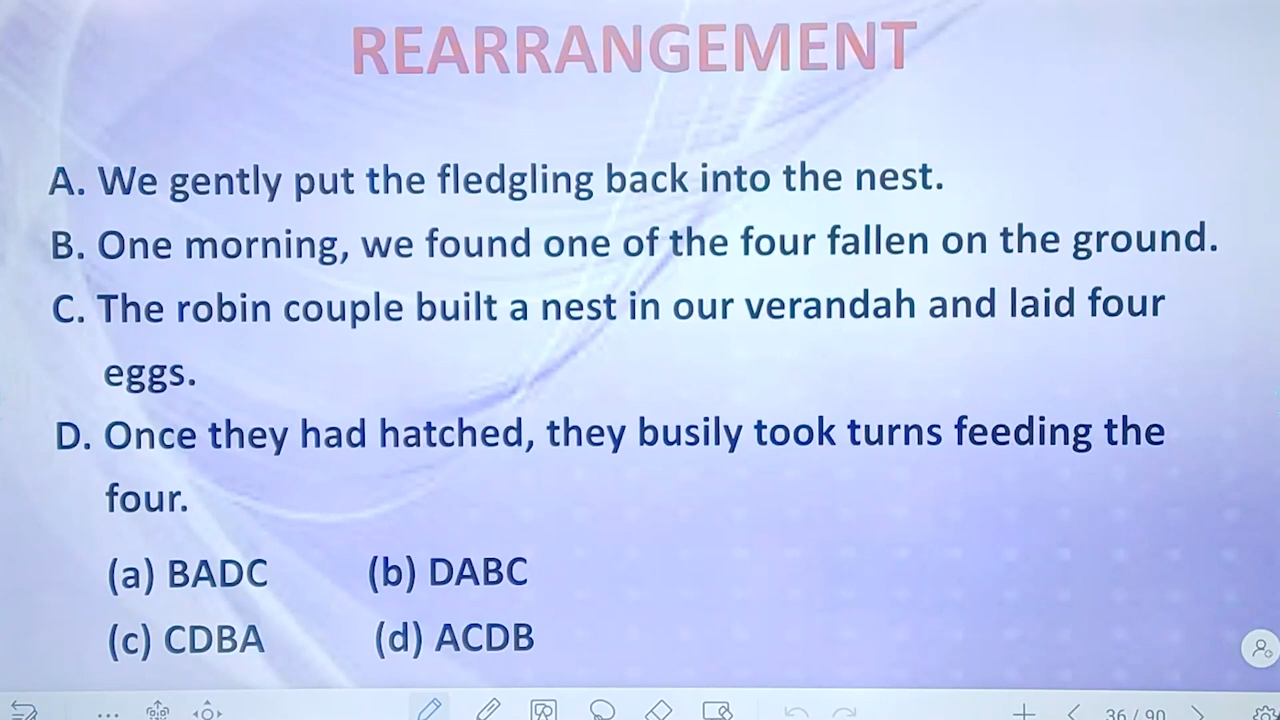 REARRANGEMENT
A. We gently put the fledgling back into the nest.
B. One morning, we found one of the four fallen on the ground.
C. The robin couple built a nest in our verandah and laid four
eggs.
D. Once they had hatched, they busily took turns feeding the
four.
(a) BADC (b) DABC
(c) CDBA (d) ACDB
36 / 90